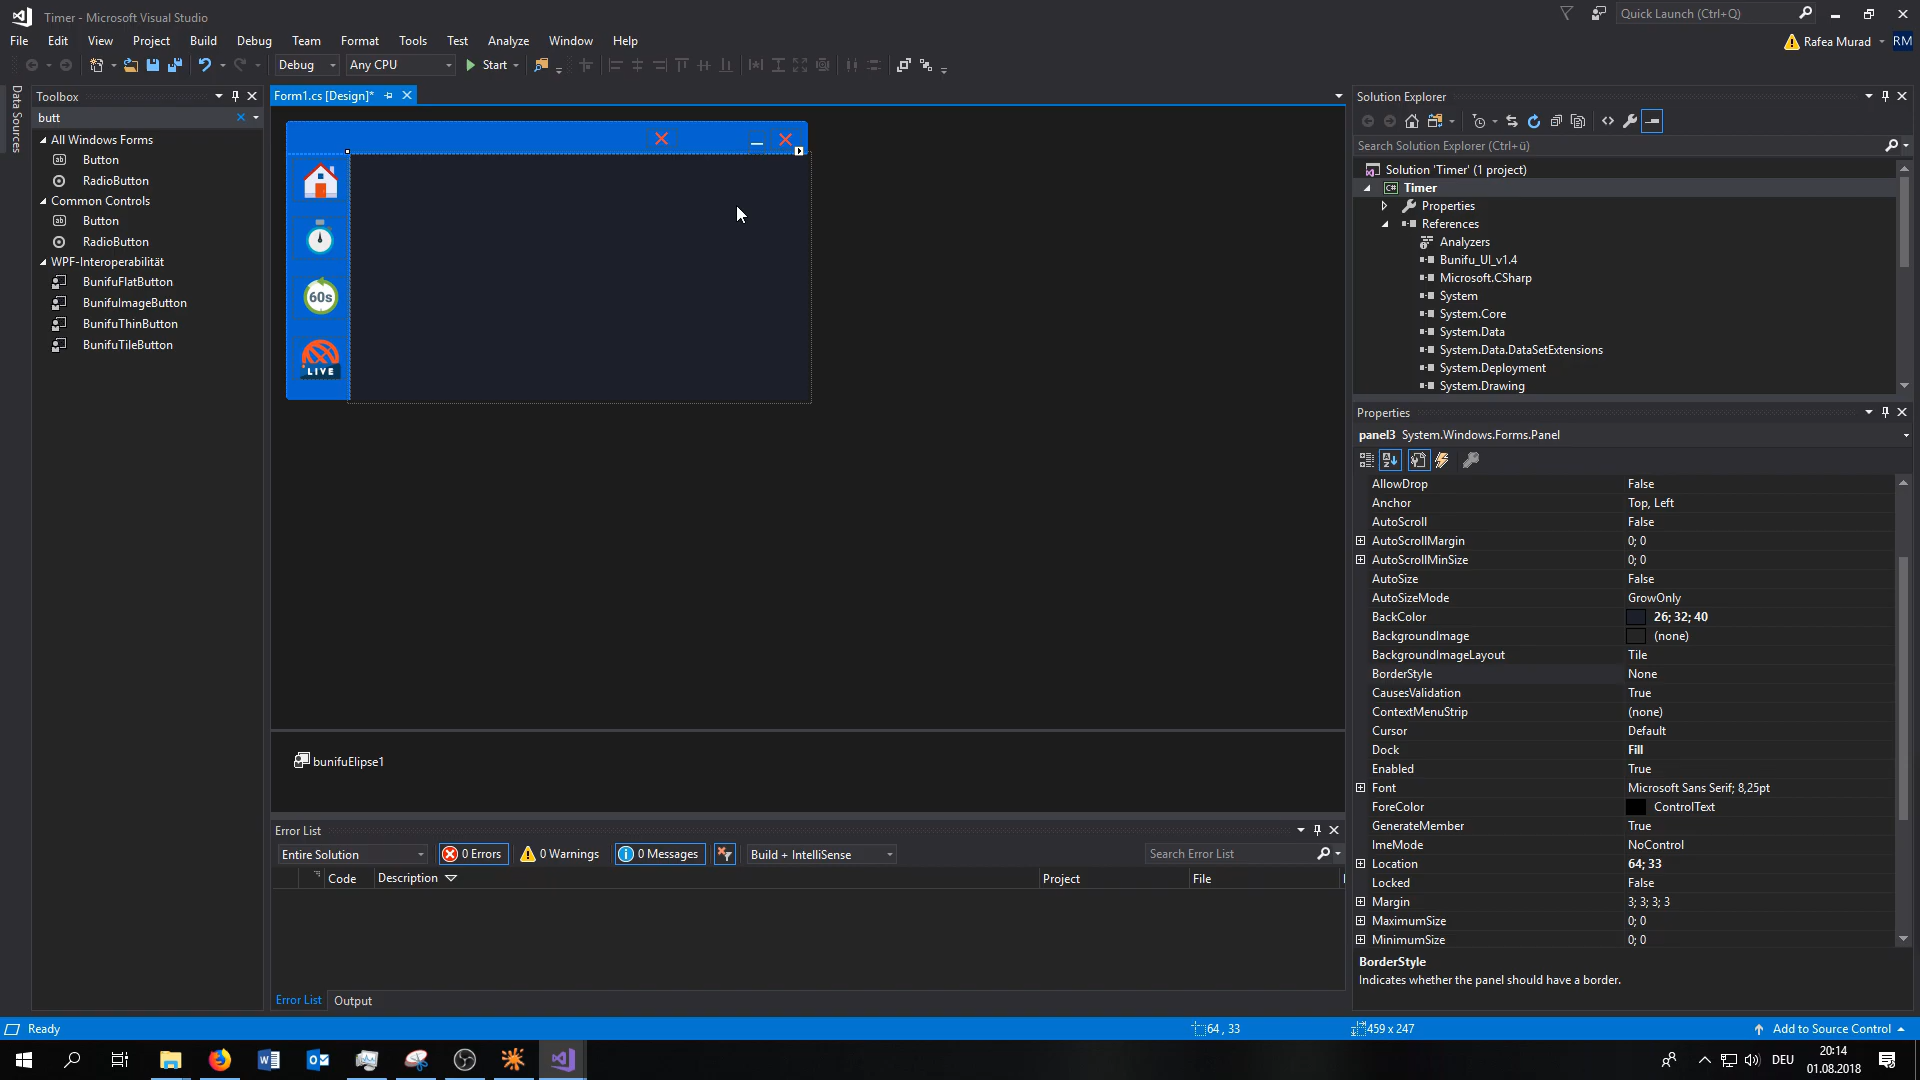 Timer - Microsoft Visual Studio
Quick Launch (Ctrl+Q)
File Edit View Project Build Debug Team Format Tools Test Analyze Window Help
Rafea Murad RM
Debug Any CPU Start
Data Sources
Toolbox
butt
All Windows Forms
Button
RadioButton
Common Controls
Button
RadioButton
WPF-Interoperabilität
BunifuFlatButton
BunifuImageButton
BunifuThinButton
BunifuTileButton
Form1.cs [Design]*
60s
LIVE
bunifuElipse1
Error List
Entire Solution 0 Errors 0 Warnings 0 Messages Build + IntelliSense Search Error List
Code Description Project File
Error List Output
Solution Explorer
Search Solution Explorer (Ctrl+ü)
Solution 'Timer' (1 project)
C# Timer
Properties
References
Analyzers
Bunifu_UI_v1.4
Microsoft.CSharp
System
System.Core
System.Data
System.Data.DataSetExtensions
System.Deployment
System.Drawing
Properties
panel3 System.Windows.Forms.Panel
AllowDrop False
Anchor Top, Left
AutoScroll False
AutoScrollMargin 0; 0
AutoScrollMinSize 0; 0
AutoSize False
AutoSizeMode GrowOnly
BackColor 26; 32; 40
BackgroundImage (none)
BackgroundImageLayout Tile
BorderStyle None
CausesValidation True
ContextMenuStrip (none)
Cursor Default
Dock Fill
Enabled True
Font Microsoft Sans Serif; 8,25pt
ForeColor ControlText
GenerateMember True
ImeMode NoControl
Location 64; 33
Locked False
Margin 3; 3; 3; 3
MaximumSize 0; 0
MinimumSize 0; 0
BorderStyle
Indicates whether the panel should have a border.
Ready 64 , 33 459 x 247 Add to Source Control
DEU 20:14
01.08.2018